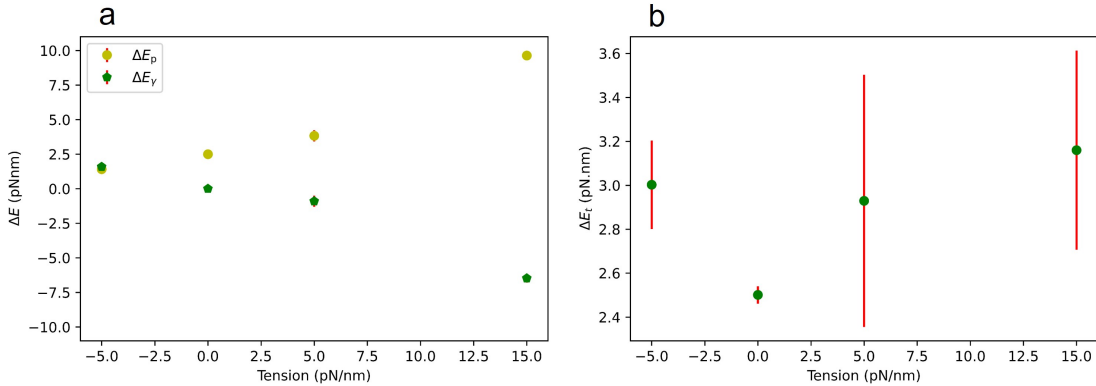 a
10.0
7.5
5.0
2.5
0.0
−2.5
−5.0
−7.5
−10.0
ΔE (pNnm)
ΔEp
ΔEγ
−5.0 −2.5 0.0 2.5 5.0 7.5 10.0 12.5 15.0
Tension (pN/nm)
b
3.6
3.4
3.2
3.0
2.8
2.6
2.4
ΔEt (pN.nm)
−5.0 −2.5 0.0 2.5 5.0 7.5 10.0 12.5 15.0
Tension (pN/nm)